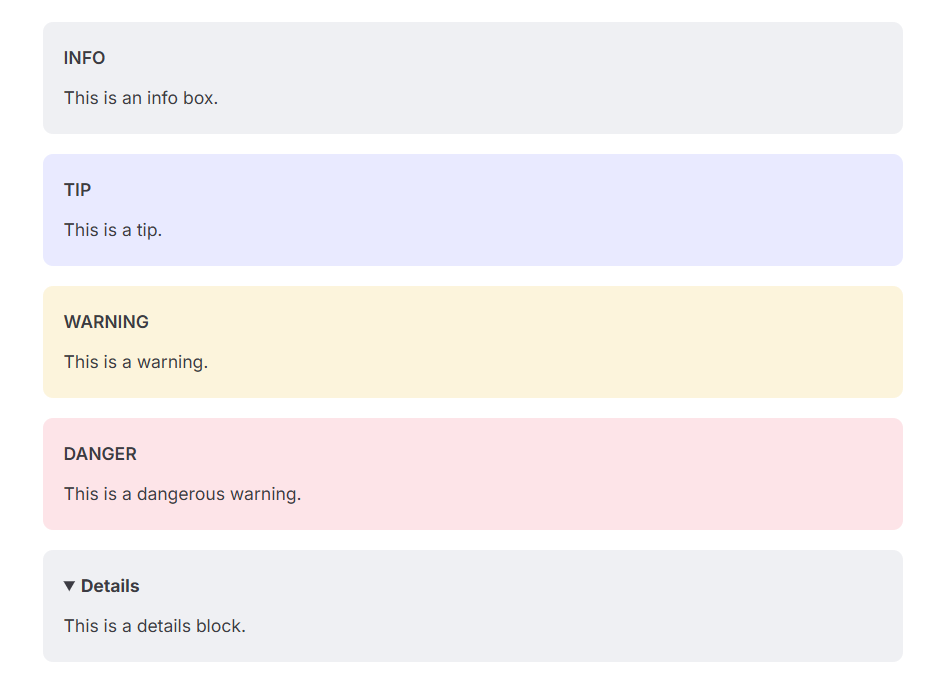 INFO
This is an info box.
TIP
This is a tip.
WARNING
This is a warning.
DANGER
This is a dangerous warning.
Details
This is a details block.